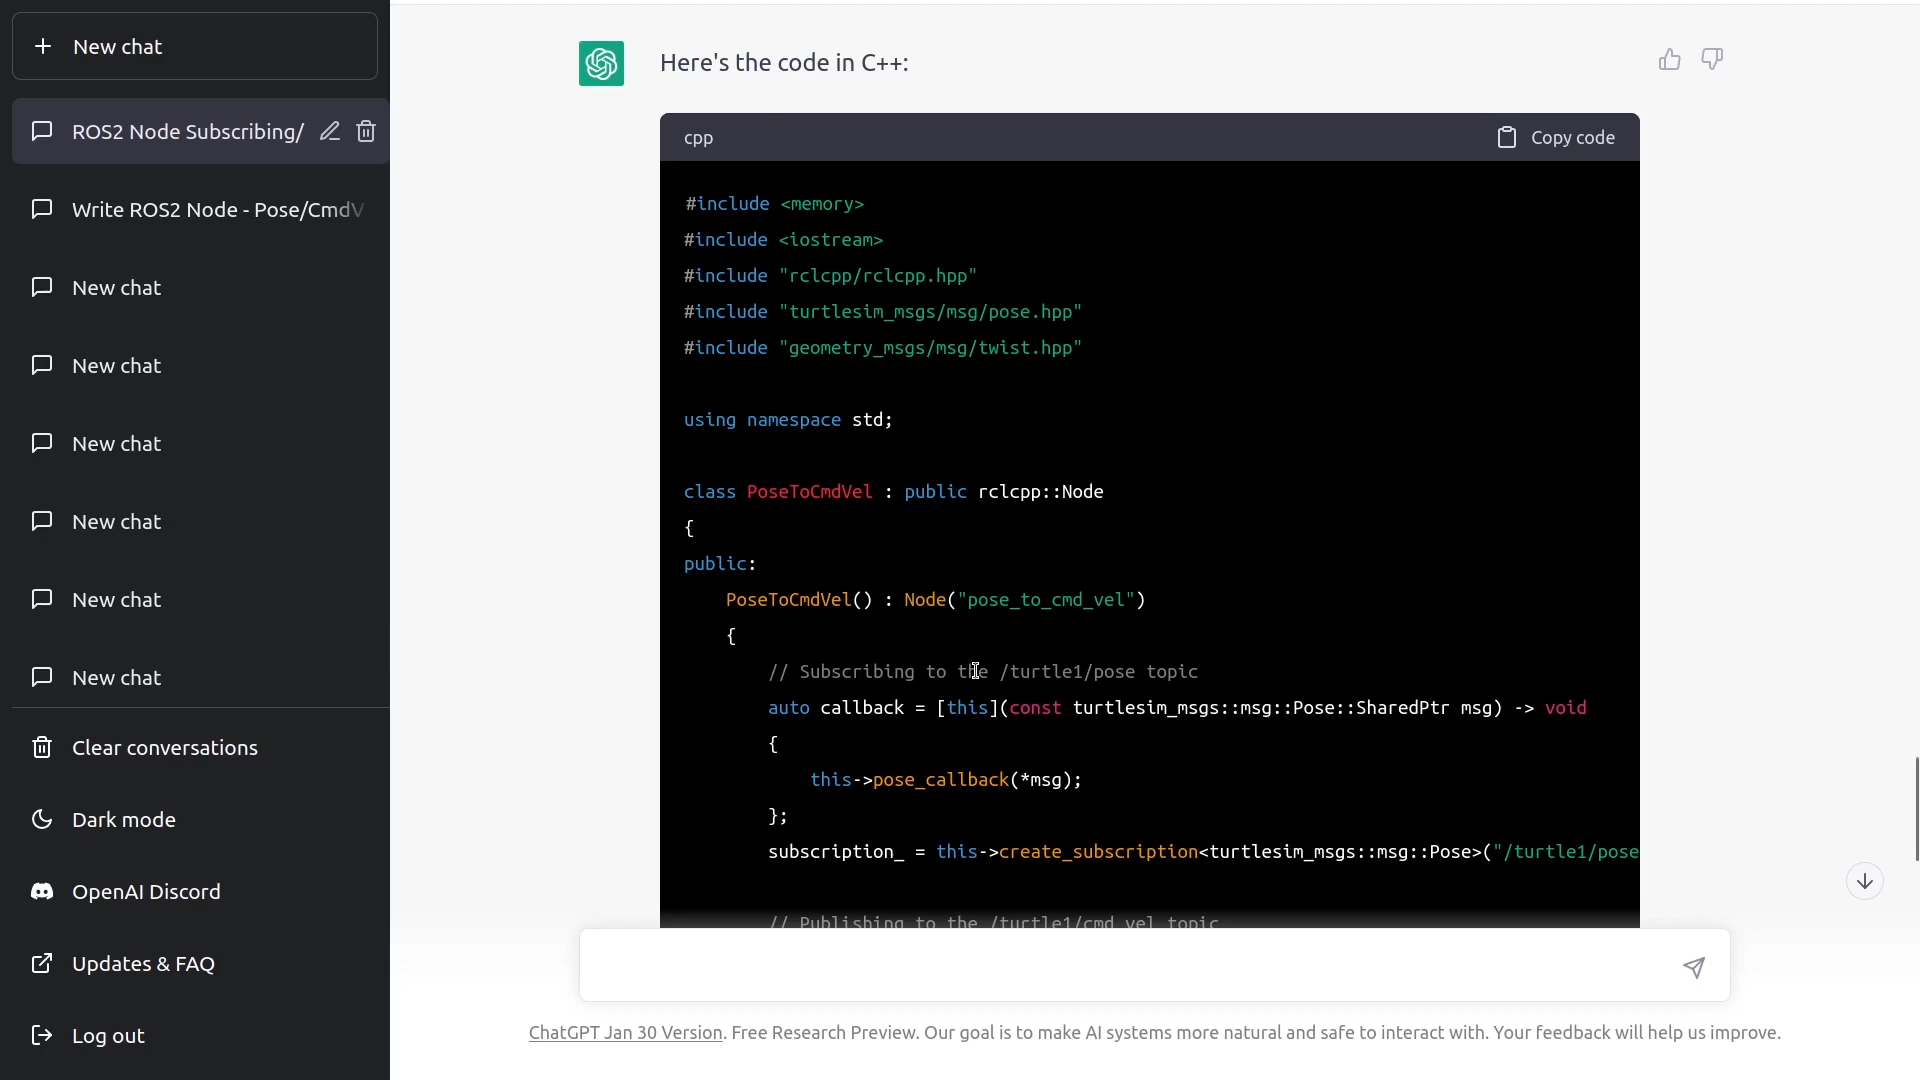 New chat
ROS2 Node Subscribing/
Write ROS2 Node - Pose/CmdV
New chat
New chat
New chat
New chat
New chat
New chat
Clear conversations
Dark mode
OpenAI Discord
Updates & FAQ
Log out
Here's the code in C++:
cpp
Copy code
#include <memory>
#include <iostream>
#include "rclcpp/rclcpp.hpp"
#include "turtlesim_msgs/msg/pose.hpp"
#include "geometry_msgs/msg/twist.hpp"
using namespace std;
class PoseToCmdVel : public rclcpp::Node
{
public:
PoseToCmdVel() : Node("pose_to_cmd_vel")
{
// Subscribing to the /turtle1/pose topic
auto callback = [this](const turtlesim_msgs::msg::Pose::SharedPtr msg) -> void
{
this->pose_callback(*msg);
};
subscription_ = this->create_subscription<turtlesim_msgs::msg::Pose>("/turtle1/pose
// Publishing to the /turtle1/cmd_vel topic
ChatGPT Jan 30 Version. Free Research Preview. Our goal is to make AI systems more natural and safe to interact with. Your feedback will help us improve.